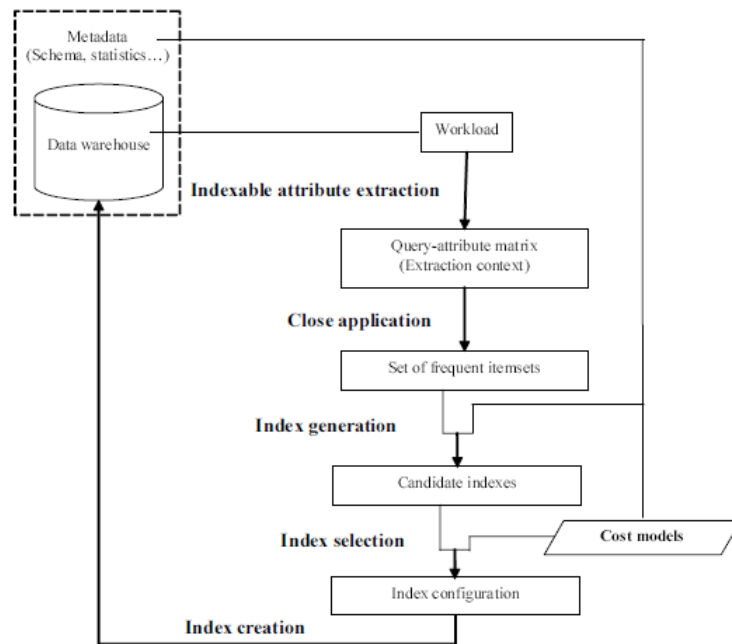 Metadata
(Schema, statistics…)
Data warehouse
Workload
Indexable attribute extraction
Query-attribute matrix
(Extraction context)
Close application
Set of frequent itemsets
Index generation
Candidate indexes
Index selection
Cost models
Index configuration
Index creation